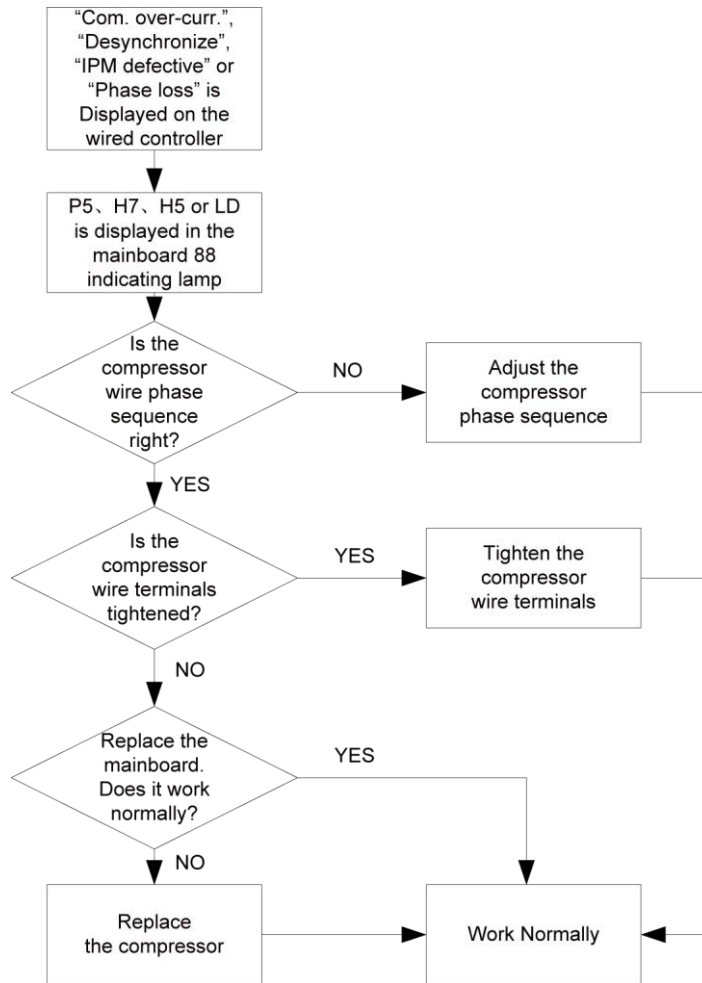 “Com. over-curr.”,
“Desynchronize”,
“IPM defective” or
“Phase loss” is
Displayed on the
wired controller
P5、H7、H5 or LD
is displayed in the
mainboard 88
indicating lamp
Is the
compressor
wire phase
sequence
right?
NO
Adjust the
compressor
phase sequence
YES
Is the
compressor
wire terminals
tightened?
YES
Tighten the
compressor
wire terminals
NO
Replace the
mainboard.
Does it work
normally?
YES
NO
Replace
the compressor
Work Normally